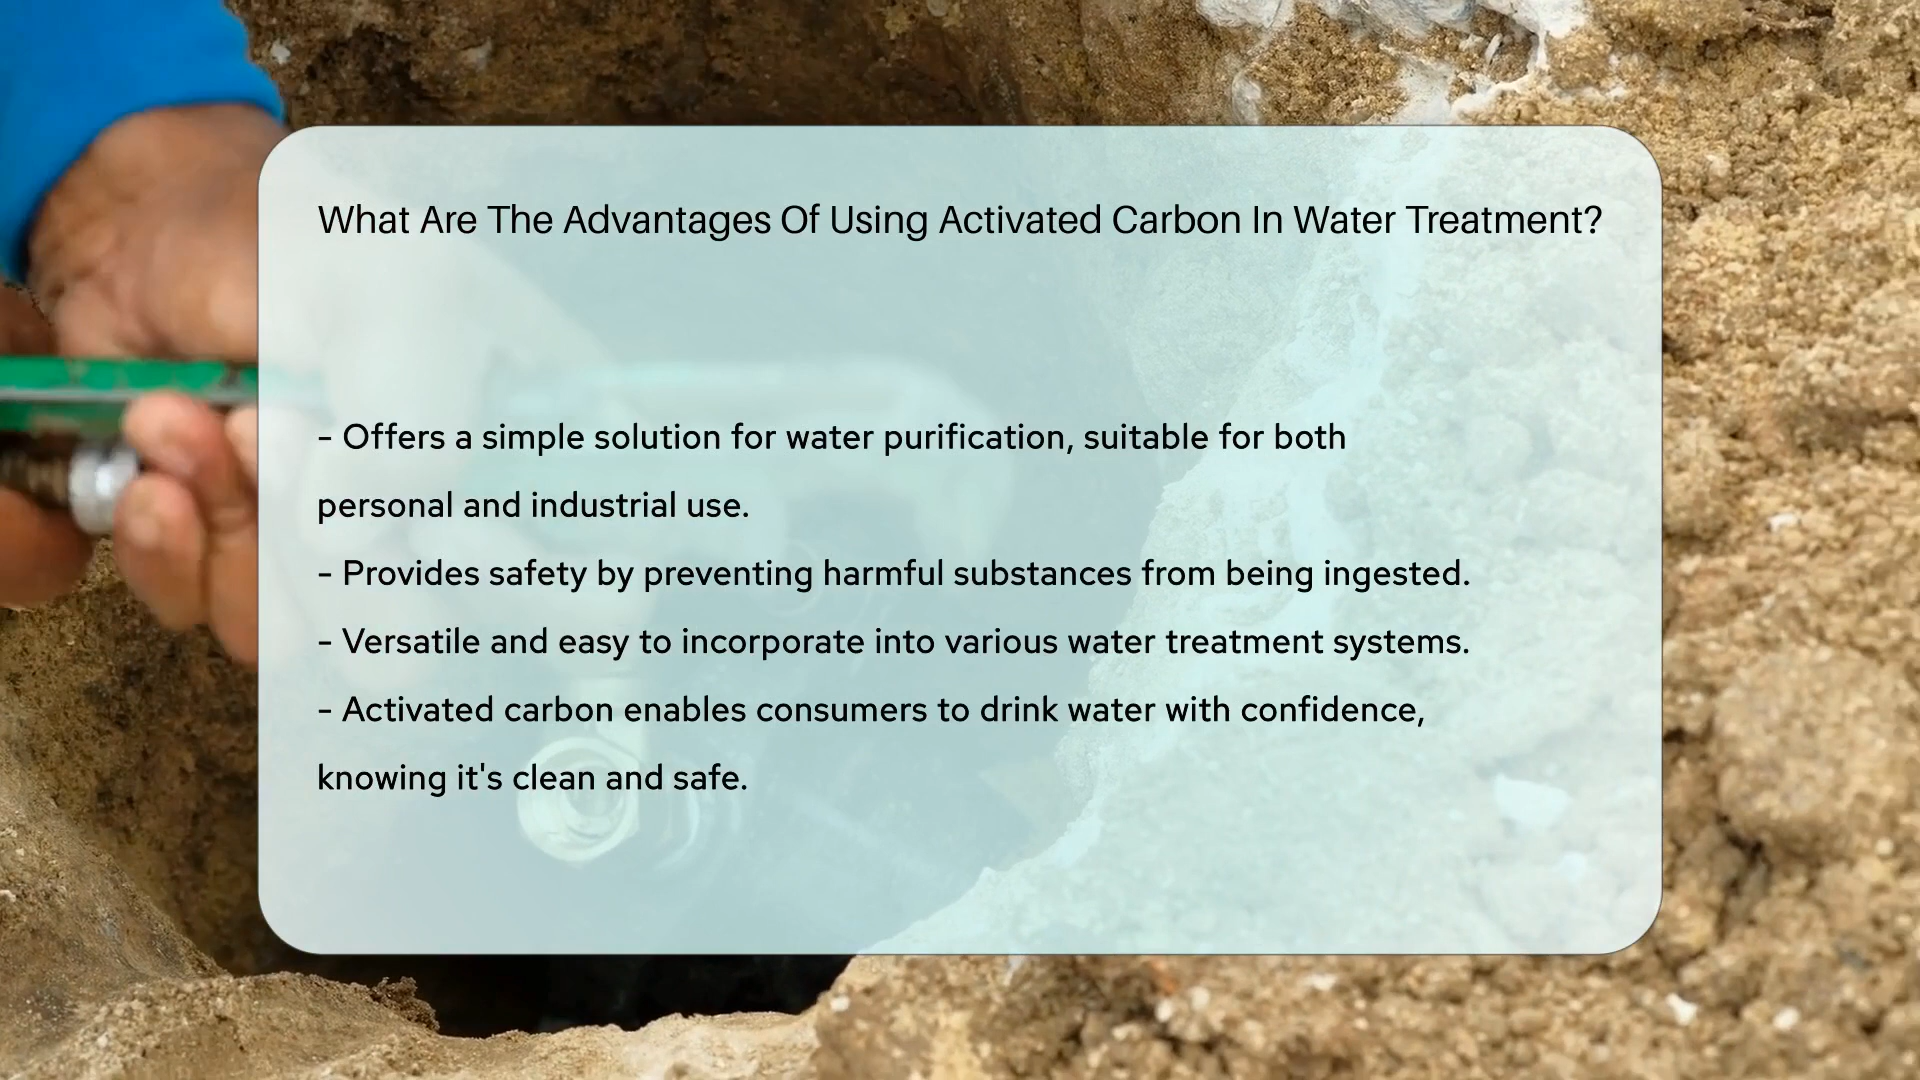 What Are The Advantages Of Using Activated Carbon In Water Treatment?
- Offers a simple solution for water purification, suitable for both
personal and industrial use.
- Provides safety by preventing harmful substances from being ingested.
- Versatile and easy to incorporate into various water treatment systems.
- Activated carbon enables consumers to drink water with confidence,
knowing it's clean and safe.